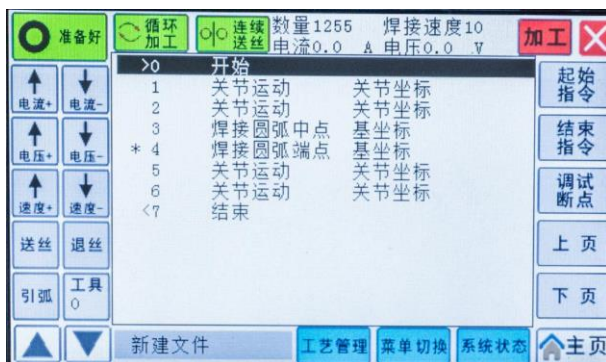 准备好
循环加工
连续送丝
数量1255 焊接速度10
电流0.0 A 电压0.0 V
加工
电流+ 电流-
电压+ 电压-
速度+ 速度-
送丝 退丝
引弧 工具0
>0 开始
1 关节运动 关节坐标
2 关节运动 关节坐标
3 焊接圆弧中点 基坐标
* 4 焊接圆弧端点 基坐标
5 关节运动 关节坐标
6 关节运动 关节坐标
<7 结束
起始指令
结束指令
调试断点
上 页
下 页
新建文件 工艺管理 菜单切换 系统状态 主页